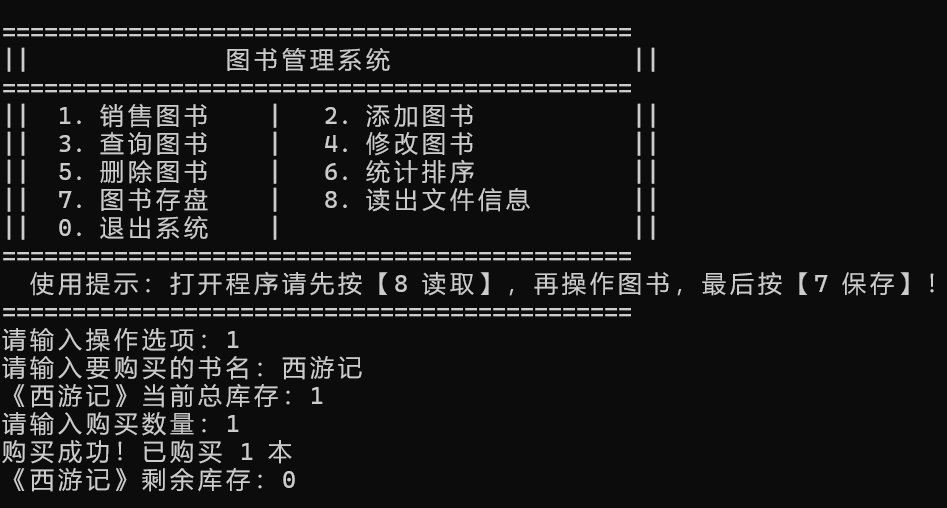 =============================================
||              图书管理系统                  ||
=============================================
||  1. 销售图书    |   2. 添加图书            ||
||  3. 查询图书    |   4. 修改图书            ||
||  5. 删除图书    |   6. 统计排序            ||
||  7. 图书存盘    |   8. 读出文件信息        ||
||  0. 退出系统    |                          ||
=============================================
  使用提示：打开程序请先按【8 读取】，再操作图书，最后按【7 保存】！
=============================================
请输入操作选项：1
请输入要购买的书名：西游记
《西游记》当前总库存：1
请输入购买数量：1
购买成功！已购买 1 本
《西游记》剩余库存：0